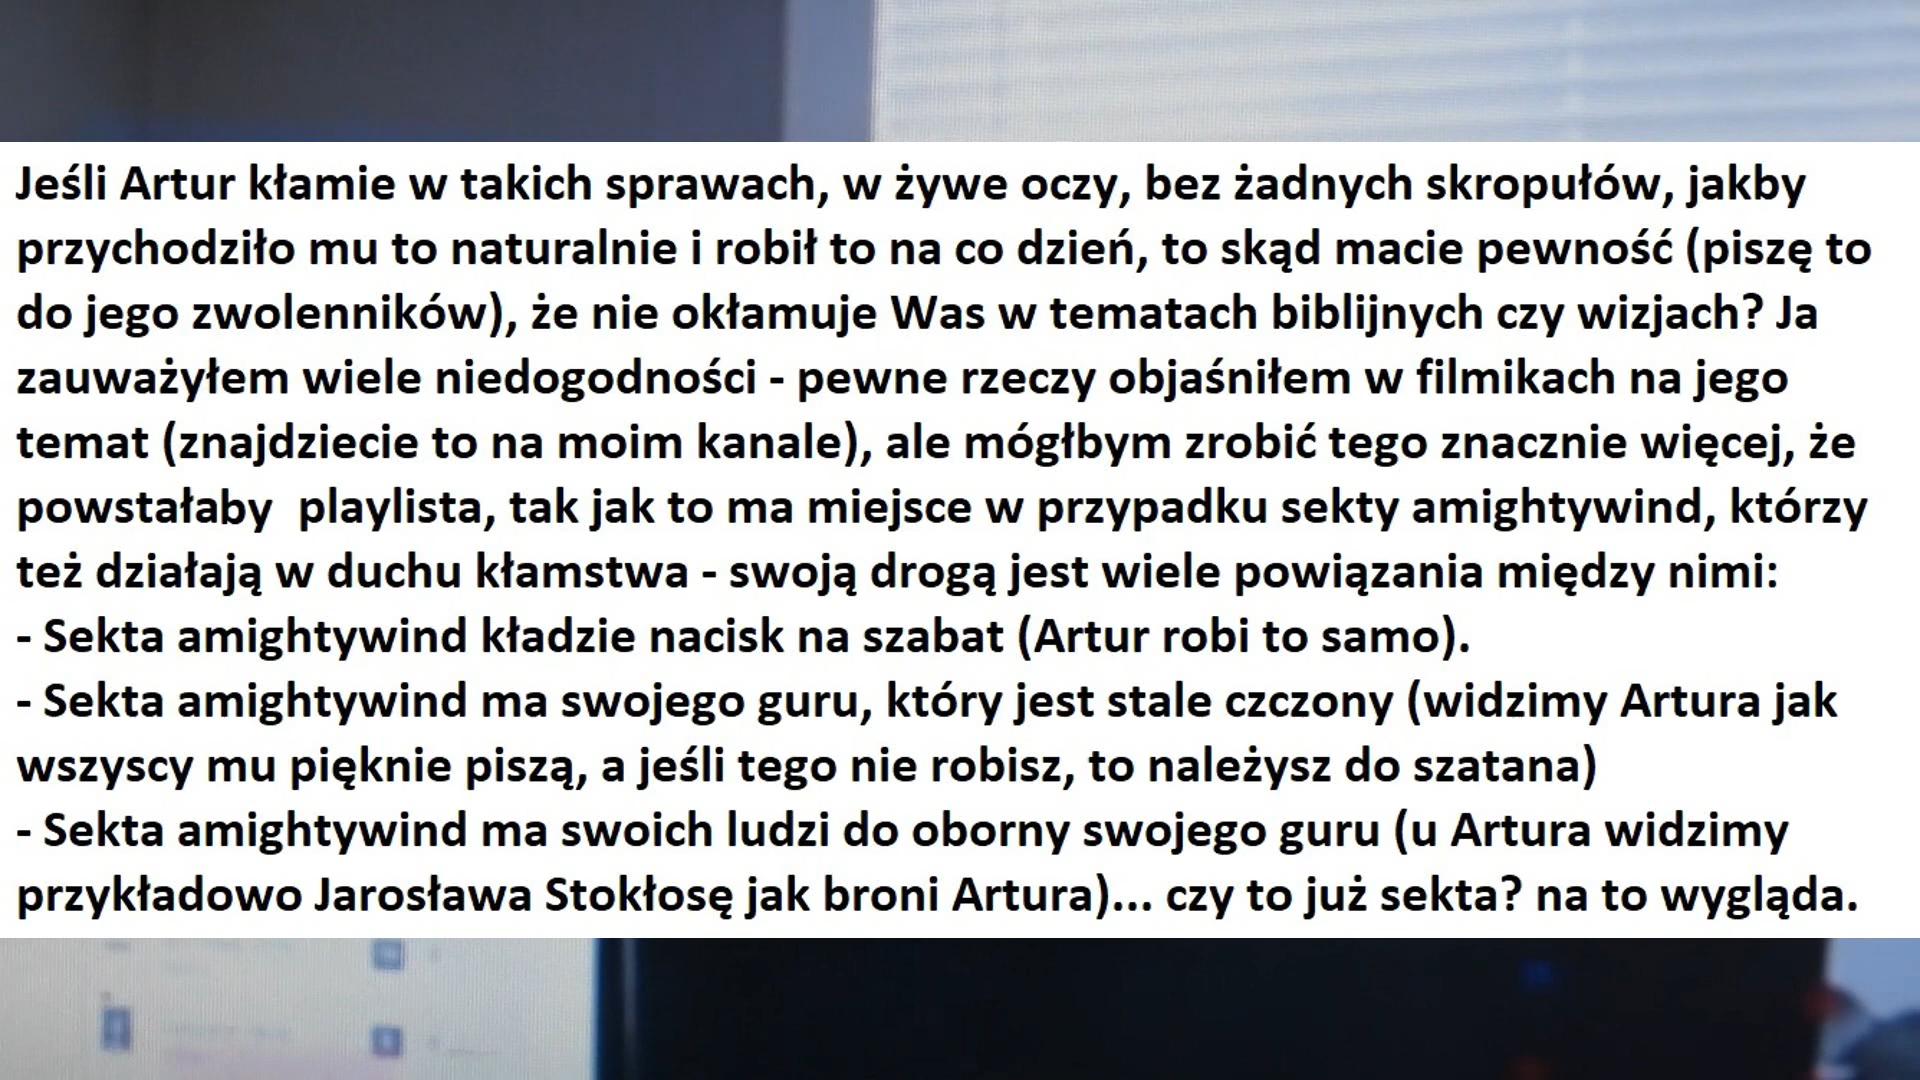 Jeśli Artur kłamie w takich sprawach, w żywe oczy, bez żadnych skropułów, jakby
przychodziło mu to naturalnie i robił to na co dzień, to skąd macie pewność (piszę to
do jego zwolenników), że nie okłamuje Was w tematach biblijnych czy wizjach? Ja
zauważyłem wiele niedogodności - pewne rzeczy objaśniłem w filmikach na jego
temat (znajdziecie to na moim kanale), ale mógłbym zrobić tego znacznie więcej, że
powstałaby  playlista, tak jak to ma miejsce w przypadku sekty amightywind, którzy
też działają w duchu kłamstwa - swoją drogą jest wiele powiązania między nimi:
- Sekta amightywind kładzie nacisk na szabat (Artur robi to samo).
- Sekta amightywind ma swojego guru, który jest stale czczony (widzimy Artura jak
wszyscy mu pięknie piszą, a jeśli tego nie robisz, to należysz do szatana)
- Sekta amightywind ma swoich ludzi do oborny swojego guru (u Artura widzimy
przykładowo Jarosława Stokłosę jak broni Artura)... czy to już sekta? na to wygląda.